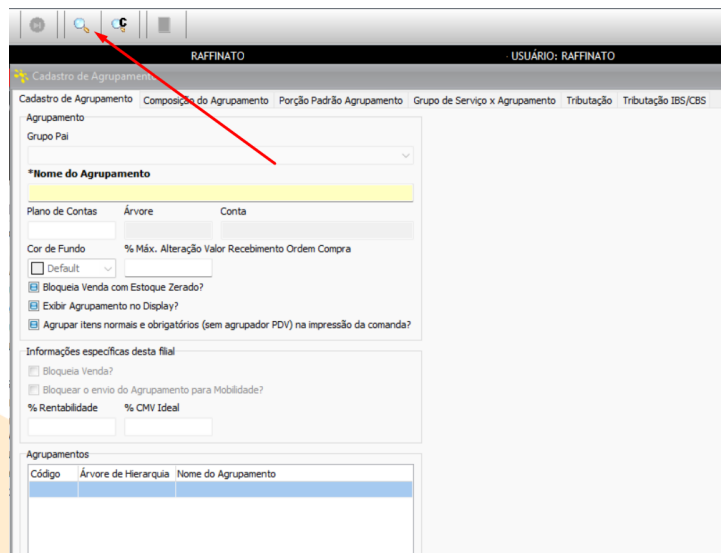 C
RAFFINATO - USUÁRIO: RAFFINATO
Cadastro de Agrupamento
Cadastro de Agrupamento Composição do Agrupamento Porção Padrão Agrupamento Grupo de Serviço x Agrupamento Tributação Tributação IBS/CBS
Agrupamento
Grupo Pai
*Nome do Agrupamento
Plano de Contas Árvore Conta
Cor de Fundo % Máx. Alteração Valor Recebimento Ordem Compra
Default
Bloqueia Venda com Estoque Zerado?
Exibir Agrupamento no Display?
Agrupar itens normais e obrigatórios (sem agrupador PDV) na impressão da comanda?
Informações específicas desta filial
Bloqueia Venda?
Bloquear o envio do Agrupamento para Mobilidade?
% Rentabilidade % CMV Ideal
Agrupamentos
Código Árvore de Hierarquia Nome do Agrupamento